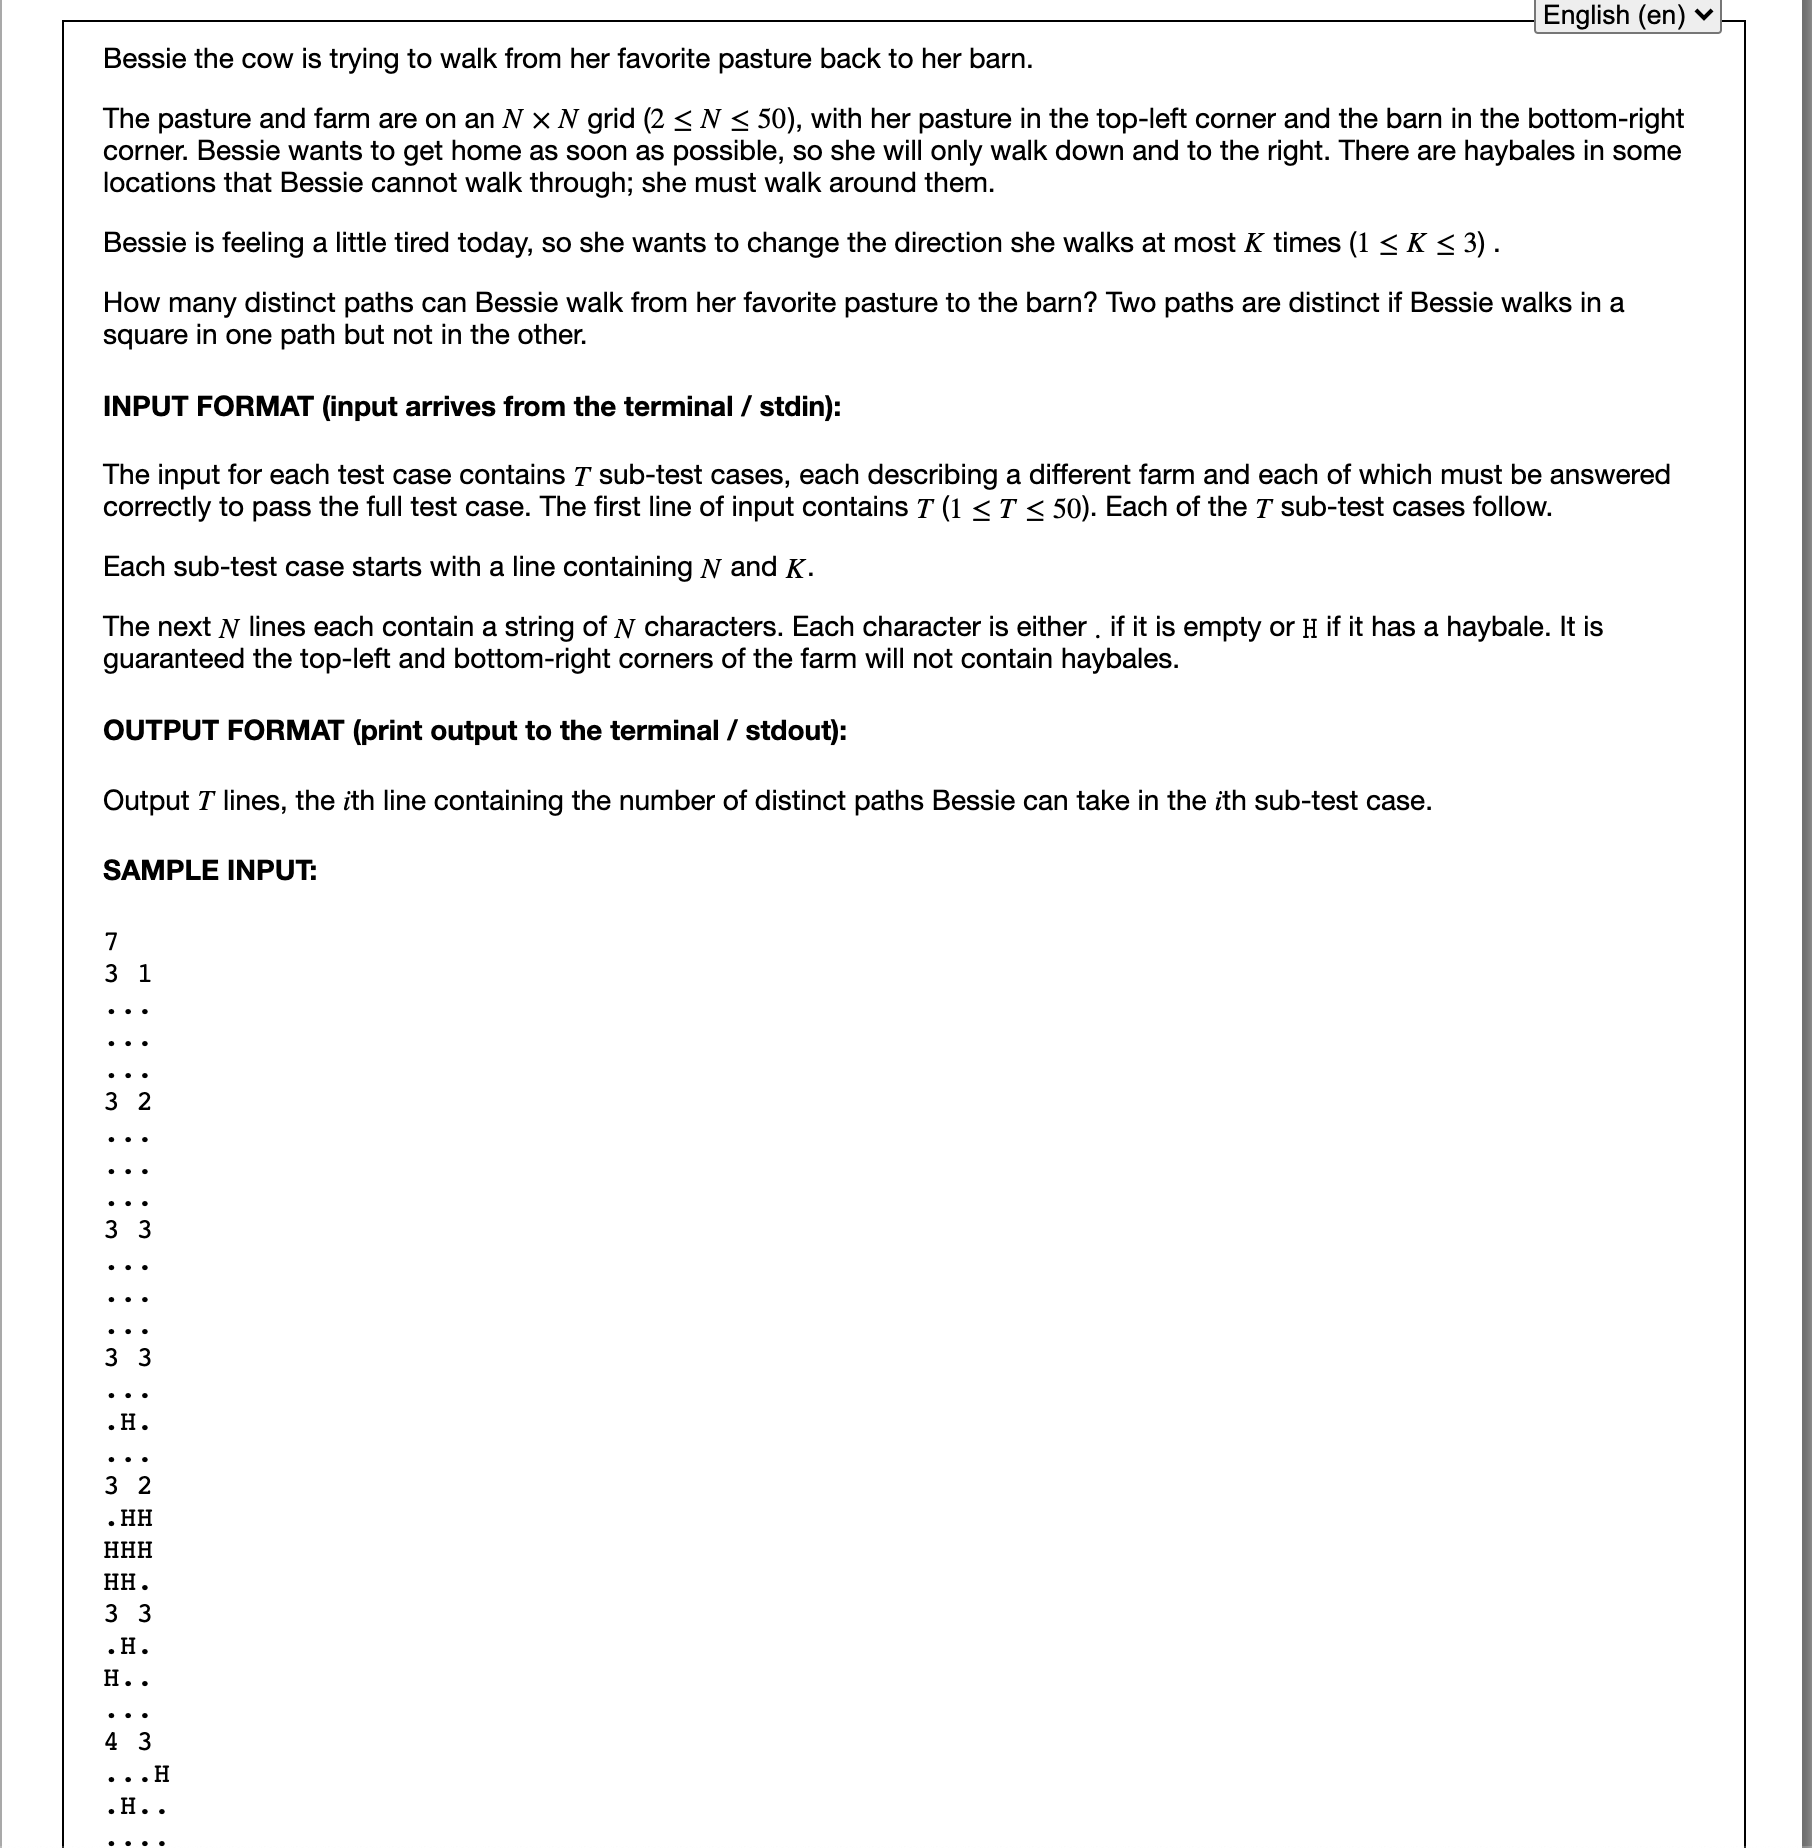 English (en)
Bessie the cow is trying to walk from her favorite pasture back to her barn.
The pasture and farm are on an N × N grid (2 ≤ N ≤ 50), with her pasture in the top-left corner and the barn in the bottom-right
corner. Bessie wants to get home as soon as possible, so she will only walk down and to the right. There are haybales in some
locations that Bessie cannot walk through; she must walk around them.
Bessie is feeling a little tired today, so she wants to change the direction she walks at most K times (1 ≤ K ≤ 3) .
How many distinct paths can Bessie walk from her favorite pasture to the barn? Two paths are distinct if Bessie walks in a
square in one path but not in the other.
INPUT FORMAT (input arrives from the terminal / stdin):
The input for each test case contains T sub-test cases, each describing a different farm and each of which must be answered
correctly to pass the full test case. The first line of input contains T (1 ≤ T ≤ 50). Each of the T sub-test cases follow.
Each sub-test case starts with a line containing N and K.
The next N lines each contain a string of N characters. Each character is either . if it is empty or H if it has a haybale. It is
guaranteed the top-left and bottom-right corners of the farm will not contain haybales.
OUTPUT FORMAT (print output to the terminal / stdout):
Output T lines, the ith line containing the number of distinct paths Bessie can take in the ith sub-test case.
SAMPLE INPUT:
7
3 1
...
...
...
3 2
...
...
...
3 3
...
...
...
3 3
...
.H.
...
3 2
.HH
HHH
HH.
3 3
.H.
H..
...
4 3
...H
.H..
....